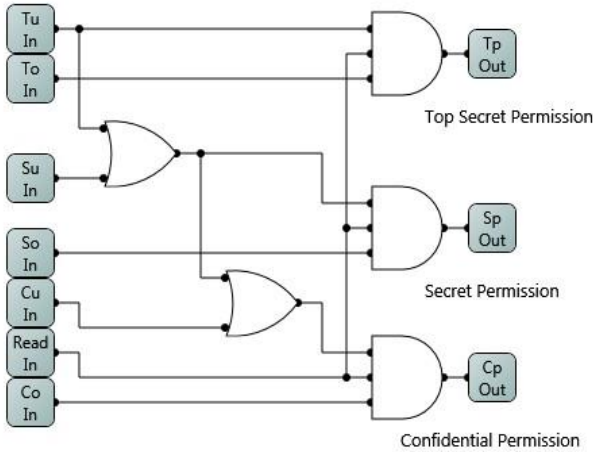 Tu
In
Tp
Out
To
In
Top Secret Permission
Su
In
Sp
Out
So
In
Secret Permission
Cu
In
Read
In
Cp
Out
Co
In
Confidential Permission